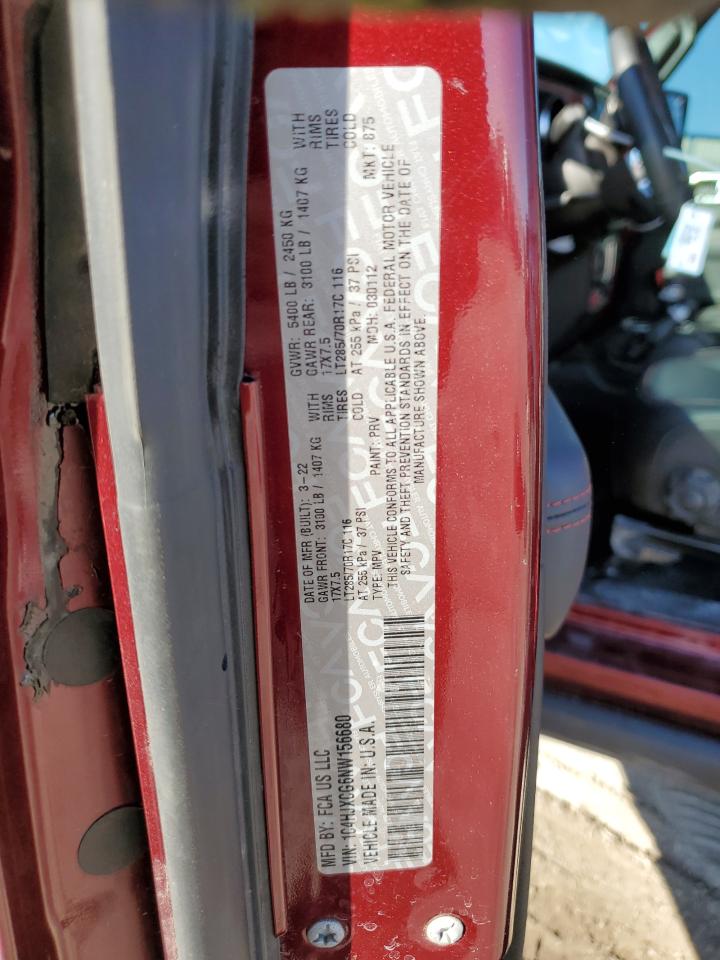 MFD BY: FCA US LLC DATE OF MFR (BUILT): 3-22 GVWR: 5400 LB / 2450 KG
GAWR FRONT: 3100 LB / 1407 KG WITH GAWR REAR: 3100 LB / 1407 KG WITH
17X7.5 RIMS 17X7.5 RIMS
LT285/70R17C 116 TIRES LT285/70R17C 116 TIRES
AT 255 kPa / 37 PSI COLD AT 255 kPa / 37 PSI COLD
VIN: 1C4HJXCG6NW156680 TYPE: MPV PAINT: PRV MDH: 030112 MKT: 875
VEHICLE MADE IN: U.S.A. THIS VEHICLE CONFORMS TO ALL APPLICABLE U.S.A. FEDERAL MOTOR VEHICLE
SAFETY AND THEFT PREVENTION STANDARDS IN EFFECT ON THE DATE OF
MANUFACTURE SHOWN ABOVE.